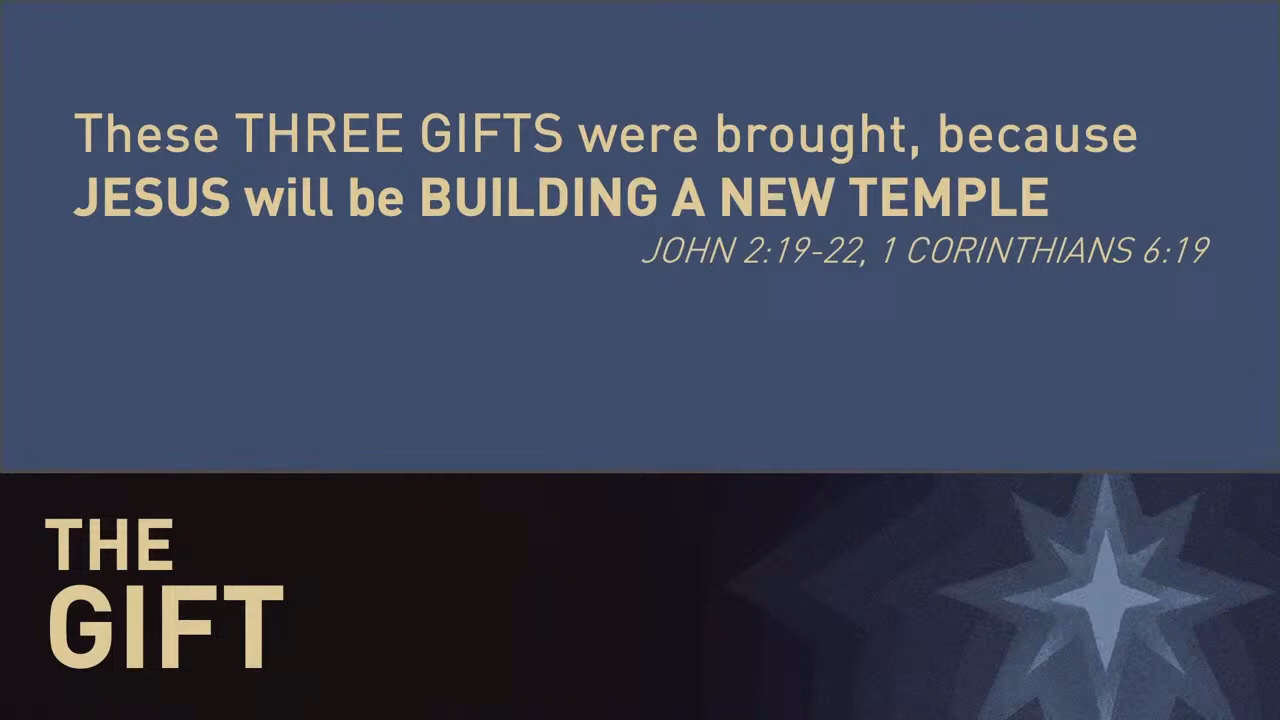 These THREE GIFTS were brought, because
JESUS will be BUILDING A NEW TEMPLE
JOHN 2:19-22, 1 CORINTHIANS 6:19
THE
GIFT